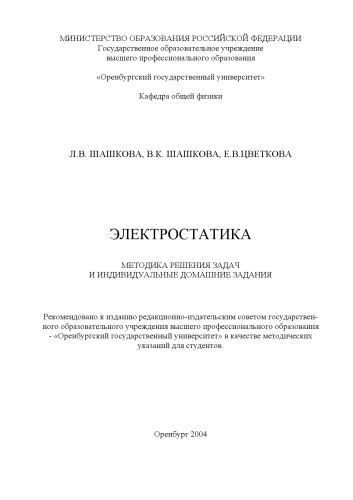 МИНИСТЕРСТВО ОБРАЗОВАНИЯ РОССИЙСКОЙ ФЕДЕРАЦИИ
Государственное образовательное учреждение
высшего профессионального образования
«Оренбургский государственный университет»
Кафедра общей физики
Л.В. ШАШКОВА, В.К. ШАШКОВА, Е.В.ЦВЕТКОВА
ЭЛЕКТРОСТАТИКА
МЕТОДИКА РЕШЕНИЯ ЗАДАЧ
И ИНДИВИДУАЛЬНЫЕ ДОМАШНИЕ ЗАДАНИЯ
Рекомендовано к изданию редакционно-издательским советом государствен-
ного образовательного учреждения высшего профессионального образования
- «Оренбургский государственный университет» в качестве методических
указаний для студентов.
Оренбург 2004